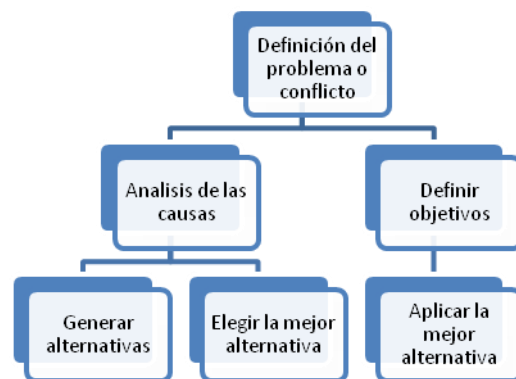 Definición del
problema o
conflicto
Analisis de las
causas
Definir
objetivos
Generar
alternativas
Elegir la mejor
alternativa
Aplicar la
mejor
alternativa